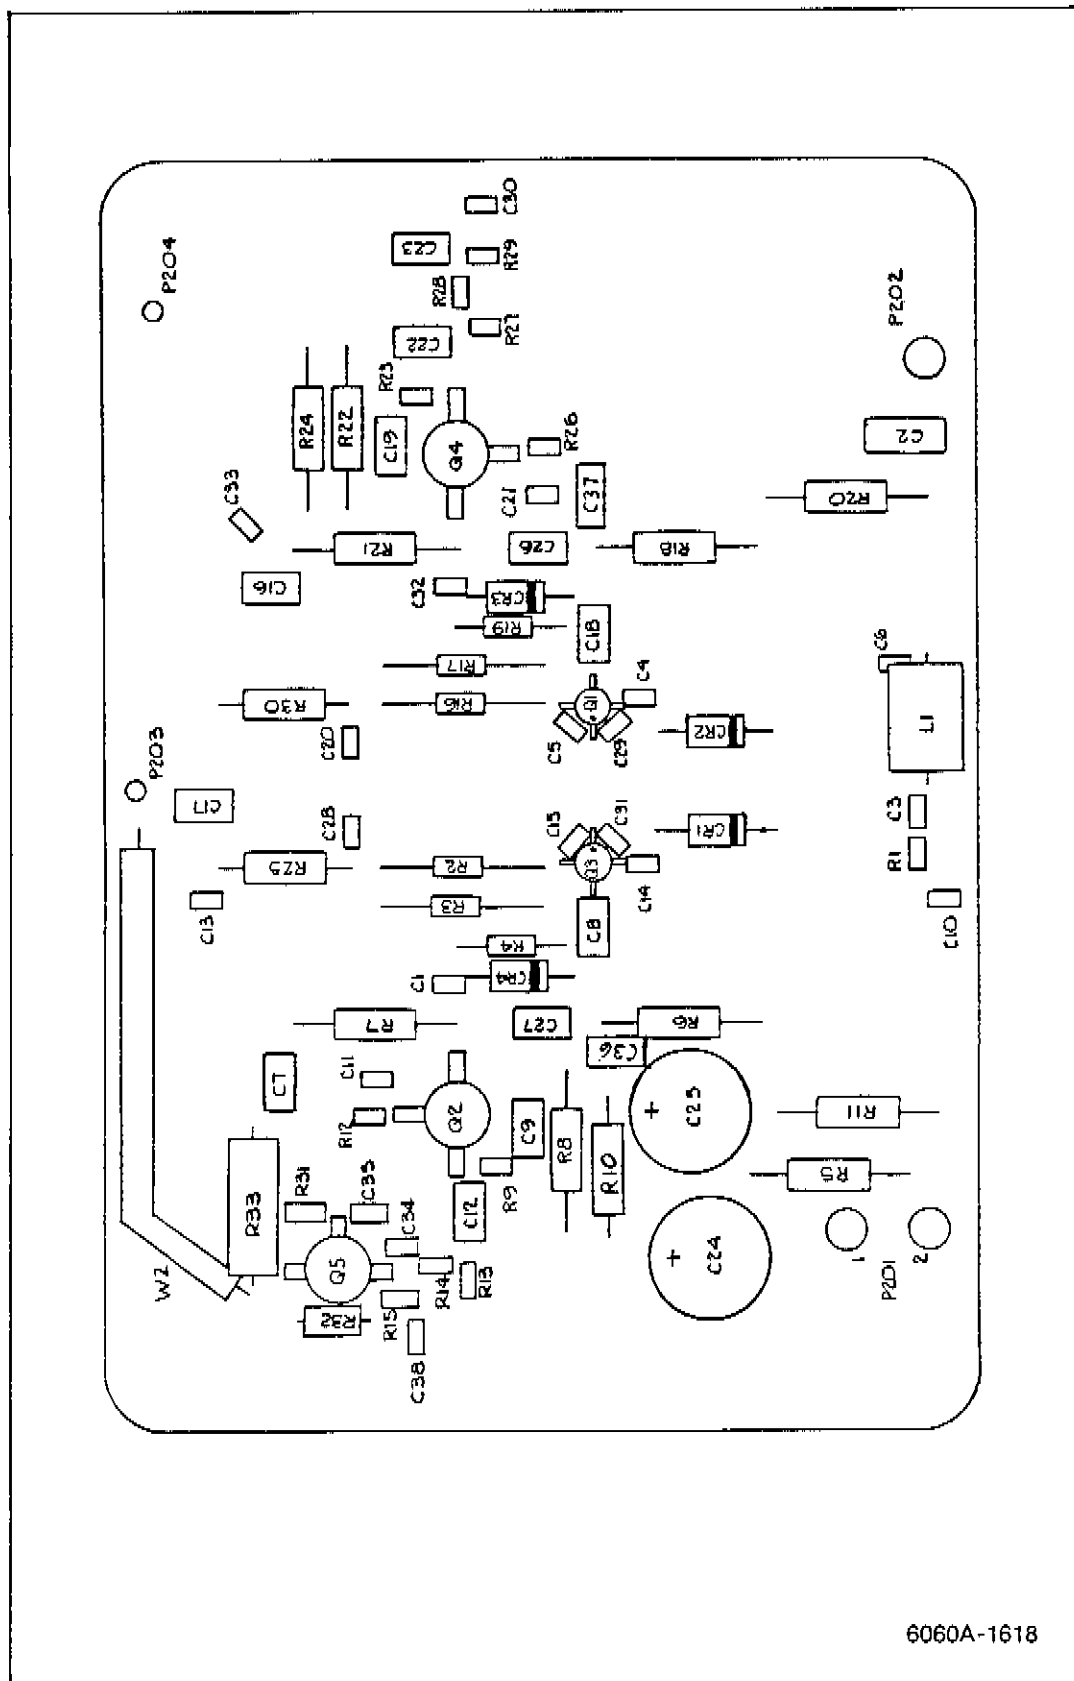 C30
P204
C23
R29
R28
P202
R27
C22
R23
R24
R22
C19
C2
Q4
R26
C33
C21
C37
R20
R21
C26
R18
C16
C32
CR3
R19
C18
C6
R17
C4
R30
R16
Q1
L1
P203
C20
C5
C29
CR2
C17
C28
C15
C31
CR1
C3
R25
R2
Q3
R1
C13
R3
C14
C8
C10
R4
C1
CR4
R7
C27
R6
C36
C11
C7
R12
Q2
C9
R8
+
C25
R11
R10
R9
R5
R33
R31
C35
C12
C34
W2
Q5
R14
R13
+
C24
1
2
P201
R32
R15
C38
6060A-1618